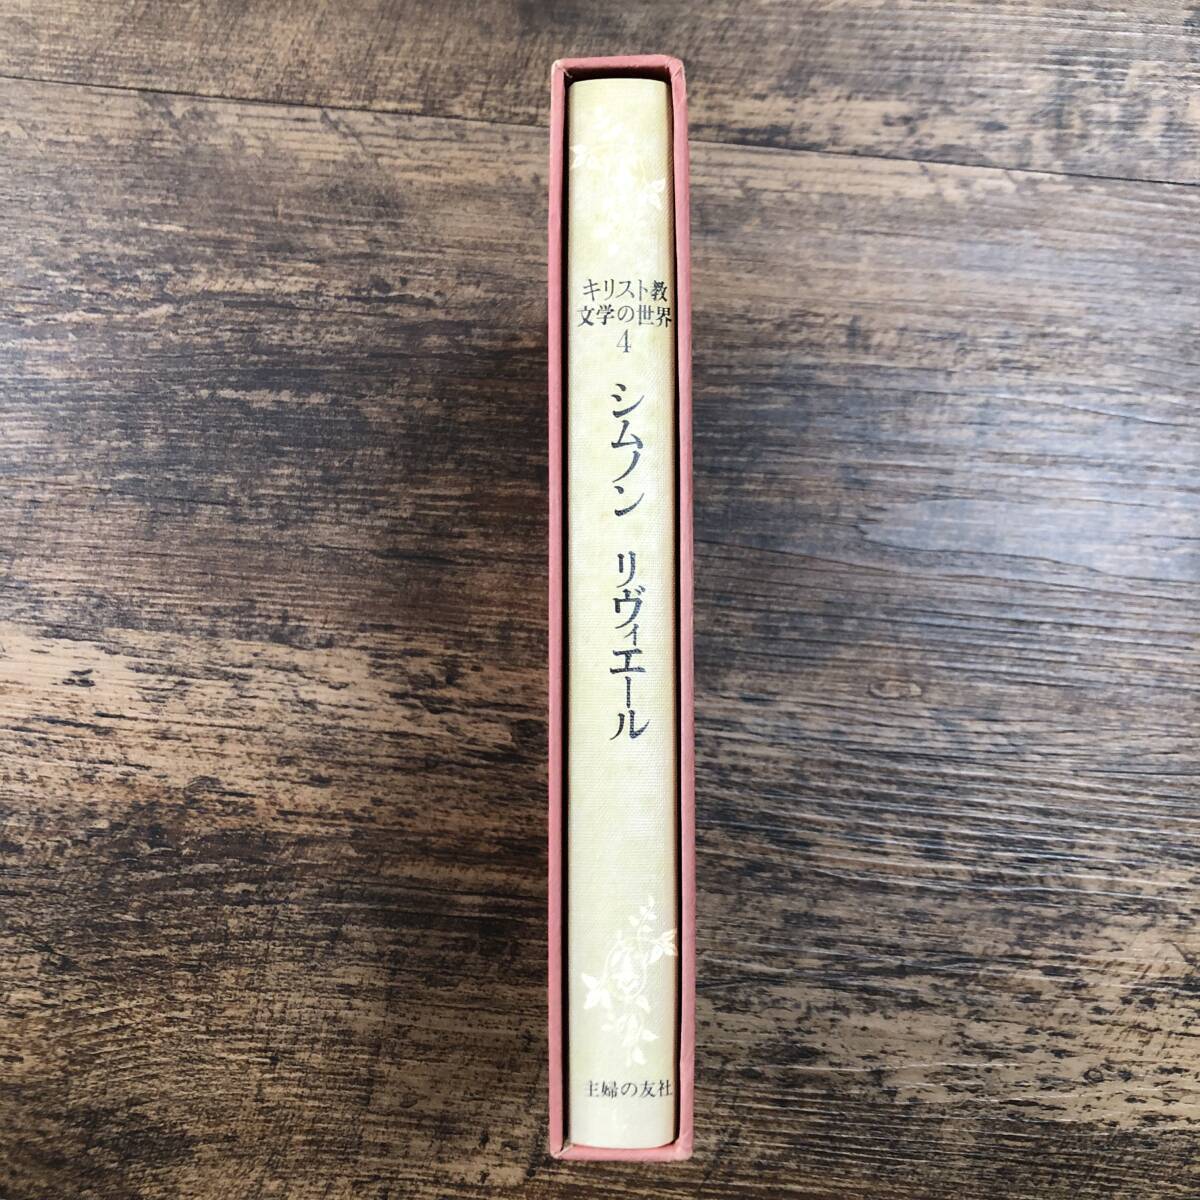 キリスト教
文学の世界
4
シムノン リヴィエール
主婦の友社